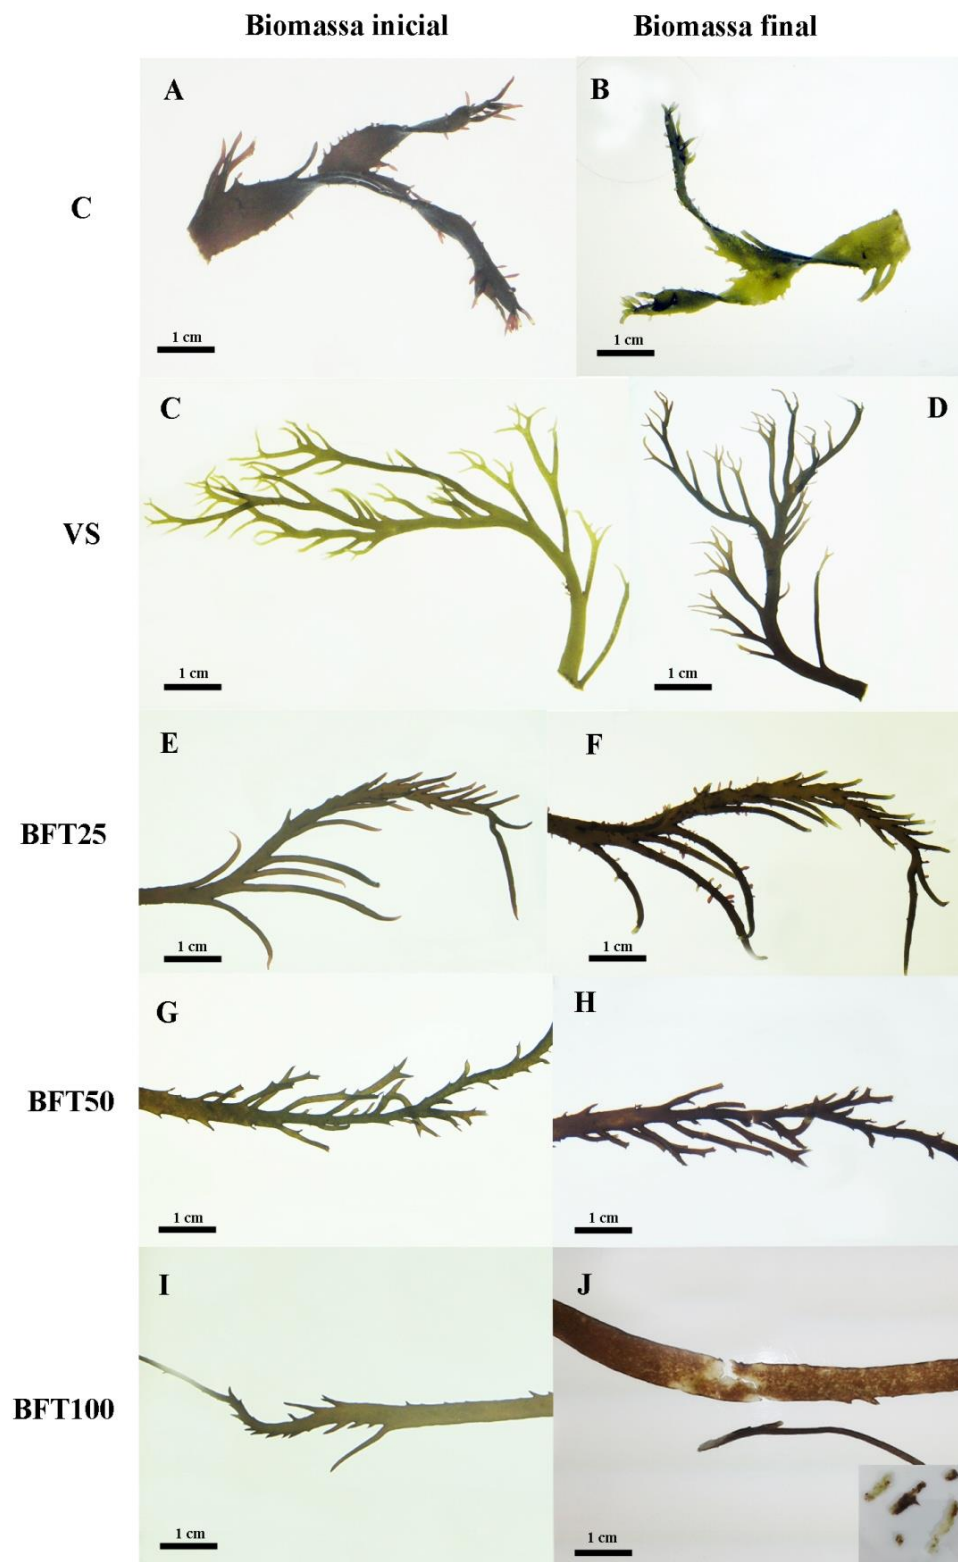 Biomassa inicial
Biomassa final
A
B
C
1 cm
1 cm
C
D
VS
1 cm
1 cm
E
F
BFT25
1 cm
1 cm
G
H
BFT50
1 cm
1 cm
I
J
BFT100
1 cm
1 cm